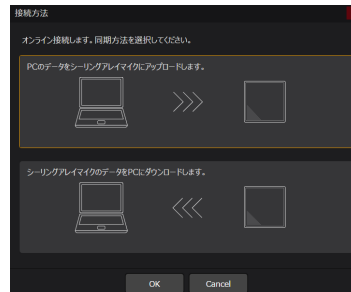 接続方法
オンライン接続します。同期方法を選択してください。
PCのデータをシーリングアレイマイクにアップロードします。
シーリングアレイマイクのデータをPCにダウンロードします。
OK
Cancel